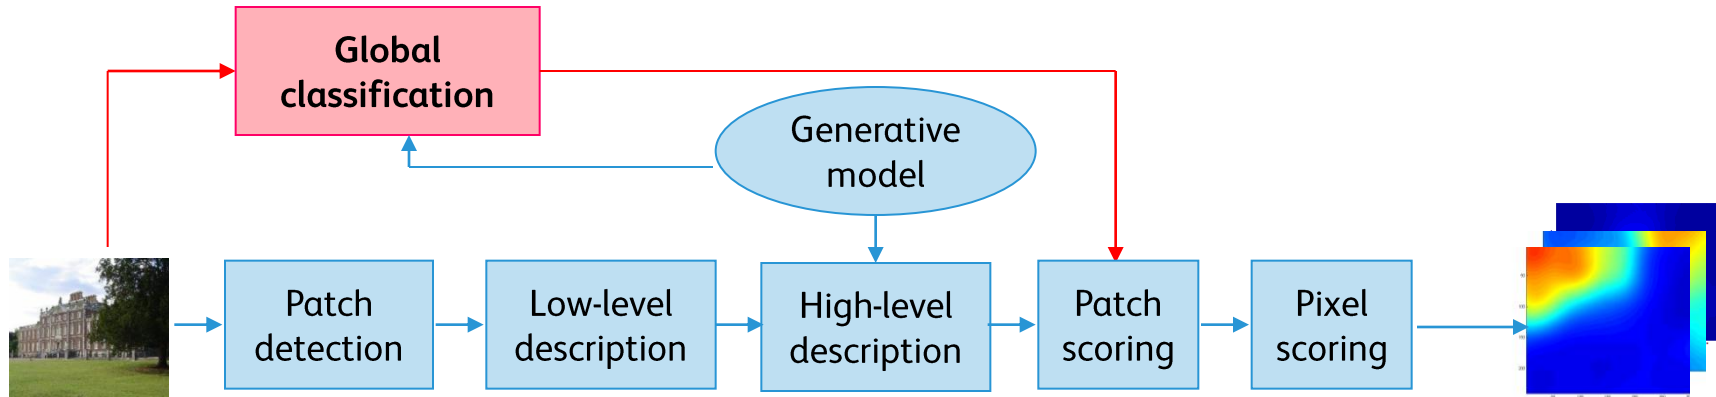 Global
classification
Generative
model
Patch
detection
Low-level
description
High-level
description
Patch
scoring
Pixel
scoring